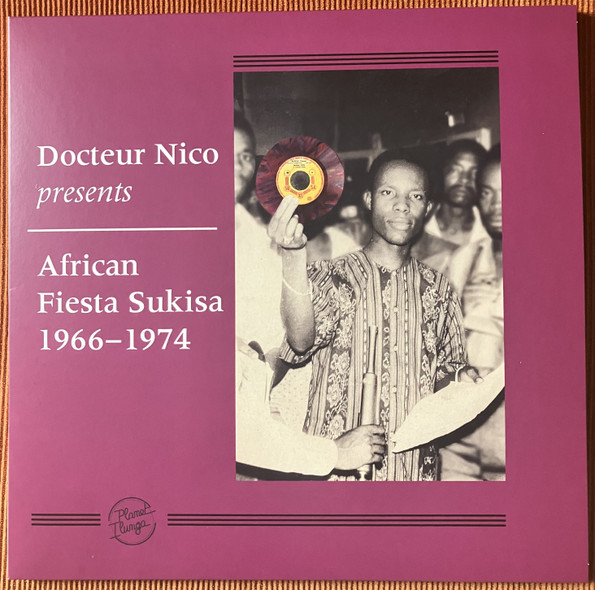 Docteur Nico
presents
African
Fiesta Sukisa
1966–1974
Planet
Ilunga